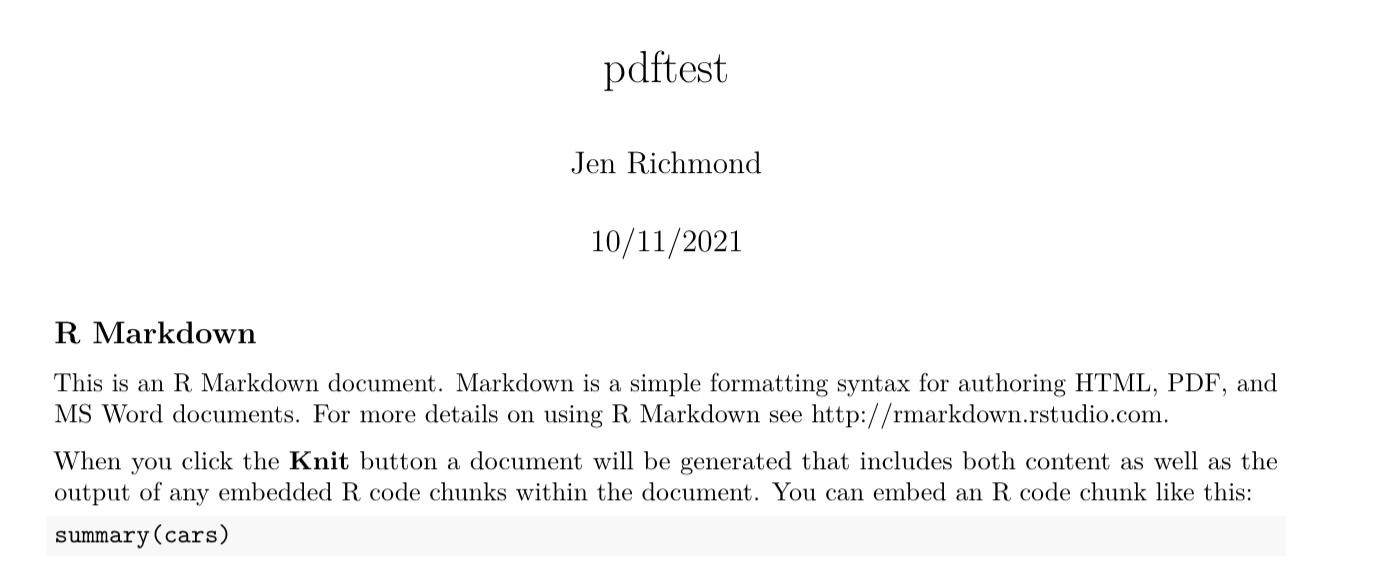 pdftest
Jen Richmond
10/11/2021
R Markdown
This is an R Markdown document. Markdown is a simple formatting syntax for authoring HTML, PDF, and
MS Word documents. For more details on using R Markdown see http://rmarkdown.rstudio.com.
When you click the Knit button a document will be generated that includes both content as well as the
output of any embedded R code chunks within the document. You can embed an R code chunk like this:
summary(cars)